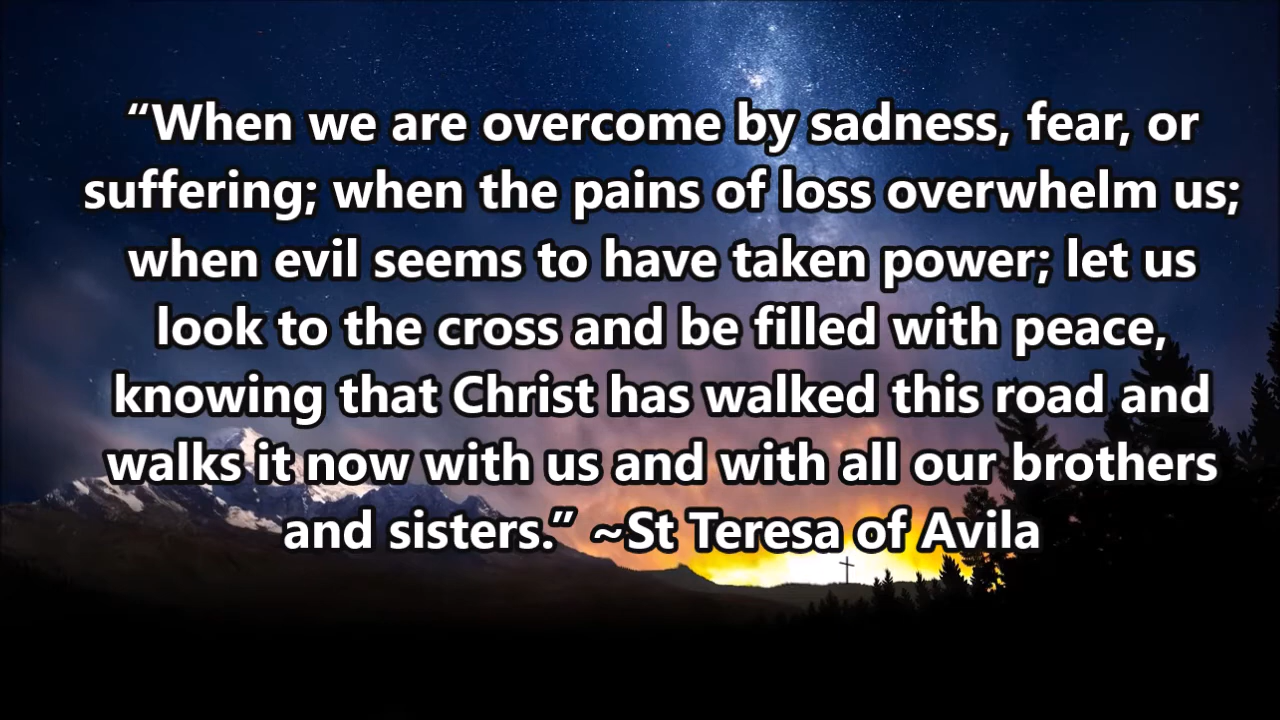 “When we are overcome by sadness, fear, or
suffering; when the pains of loss overwhelm us;
when evil seems to have taken power; let us
look to the cross and be filled with peace,
knowing that Christ has walked this road and
walks it now with us and with all our brothers
and sisters.” ~St Teresa of Avila